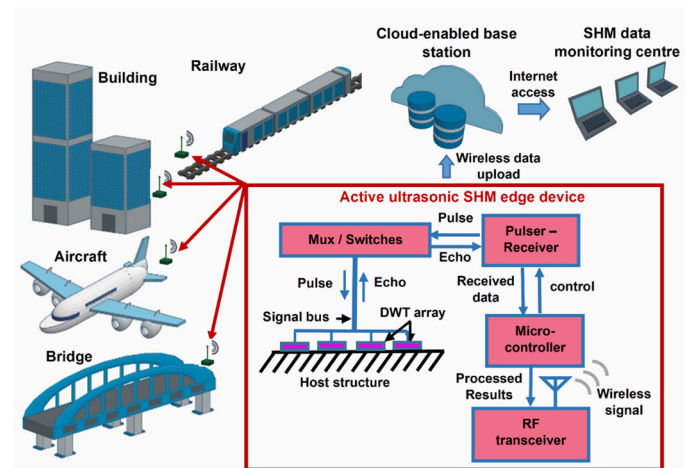 Building
Railway
Cloud-enabled base
station
SHM data
monitoring centre
Internet
access
Wireless data
upload
Aircraft
Bridge
Active ultrasonic SHM edge device
Mux / Switches
Pulse
Echo
Pulser –
Receiver
Pulse
Echo
Received
data
control
Signal bus
DWT array
Host structure
Micro-
controller
Processed
Results
Wireless
signal
RF
transceiver